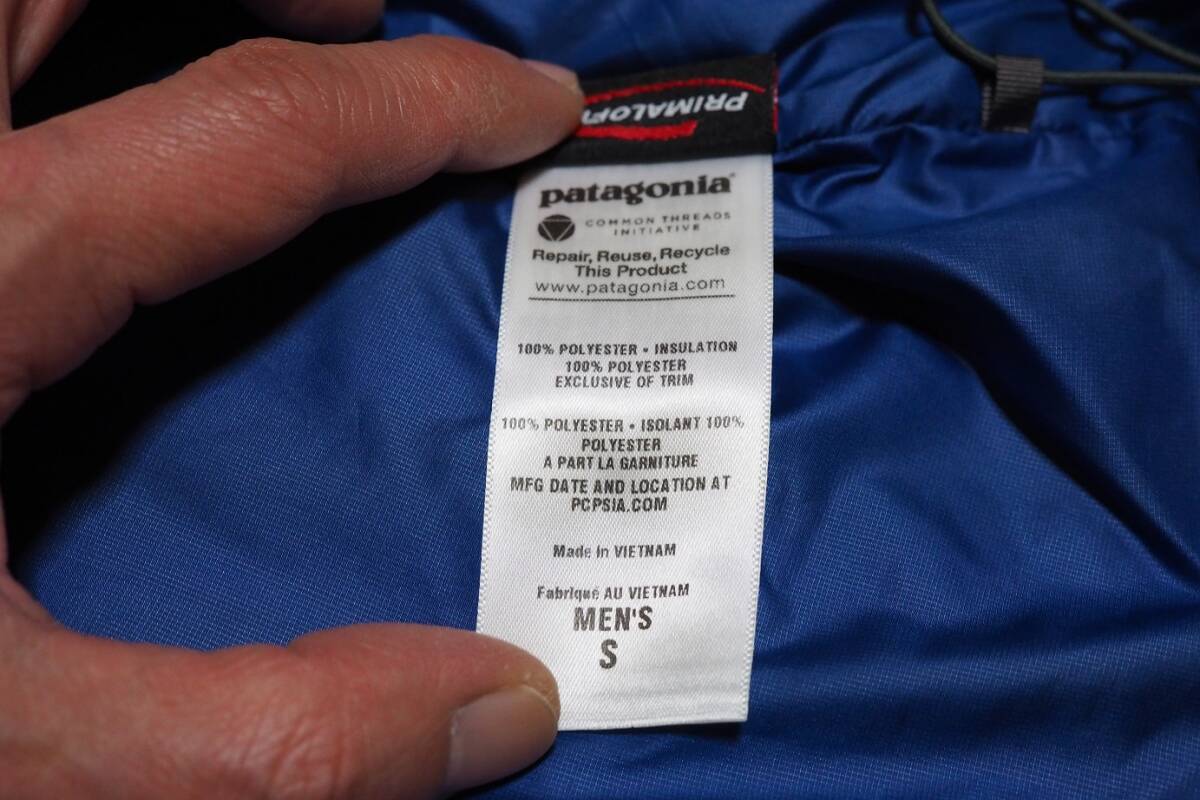 PRIMALOFT
patagonia®
COMMON THREADS
INITIATIVE
Repair, Reuse, Recycle
This Product
www.patagonia.com
100% POLYESTER • INSULATION
100% POLYESTER
EXCLUSIVE OF TRIM
100% POLYESTER • ISOLANT 100%
POLYESTER
A PART LA GARNITURE
MFG DATE AND LOCATION AT
PCPSIA.COM
Made in VIETNAM
Fabriqué AU VIETNAM
MEN'S
S